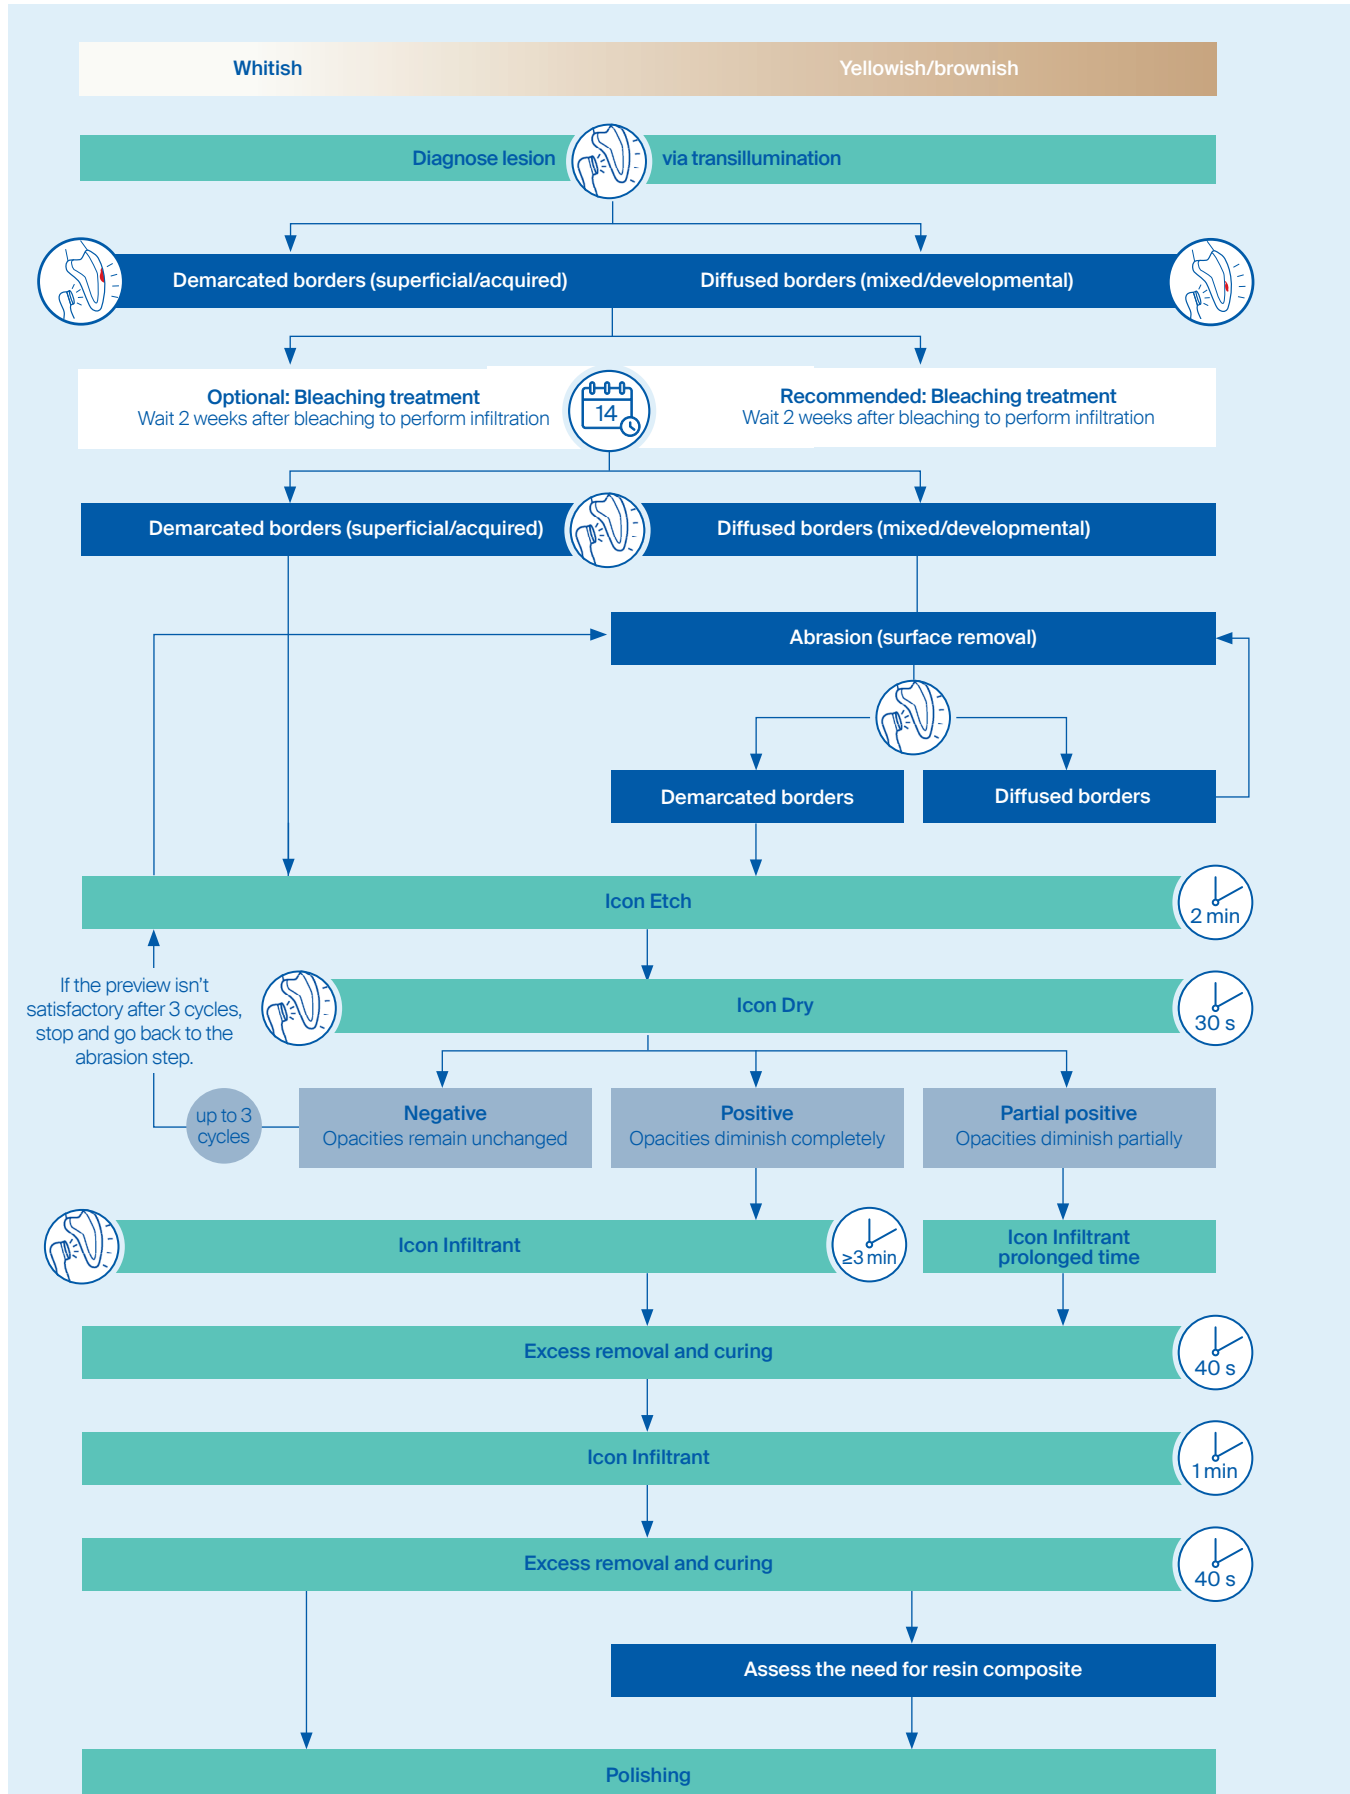 Whitish
Yellowish/brownish
Diagnose lesion
via transillumination
Demarcated borders (superficial/acquired)
Diffused borders (mixed/developmental)
Optional: Bleaching treatment
Wait 2 weeks after bleaching to perform infiltration
14
Recommended: Bleaching treatment
Wait 2 weeks after bleaching to perform infiltration
Demarcated borders (superficial/acquired)
Diffused borders (mixed/developmental)
Abrasion (surface removal)
Demarcated borders
Diffused borders
Icon Etch
2 min
If the preview isn't
satisfactory after 3 cycles,
stop and go back to the
abrasion step.
Icon Dry
30 s
up to 3
cycles
Negative
Opacities remain unchanged
Positive
Opacities diminish completely
Partial positive
Opacities diminish partially
Icon Infiltrant
≥3 min
Icon Infiltrant
prolonged time
Excess removal and curing
40 s
Icon Infiltrant
1 min
Excess removal and curing
40 s
Assess the need for resin composite
Polishing